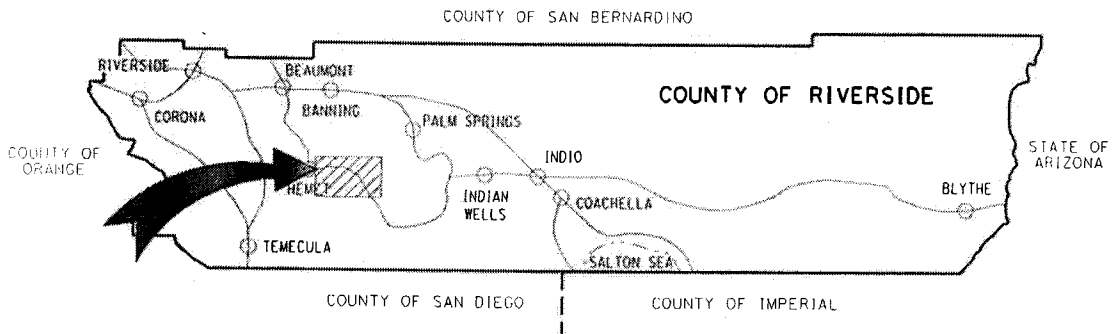 COUNTY OF SAN BERNARDINO
RIVERSIDE
BEAUMONT
COUNTY OF RIVERSIDE
CORONA
BANNING
PALM SPRINGS
COUNTY OF
ORANGE
STATE OF
ARIZONA
INDIO
HEMET
BLYTHE
INDIAN
WELLS
COACHELLA
TEMECULA
SALTON SEA
COUNTY OF SAN DIEGO
COUNTY OF IMPERIAL